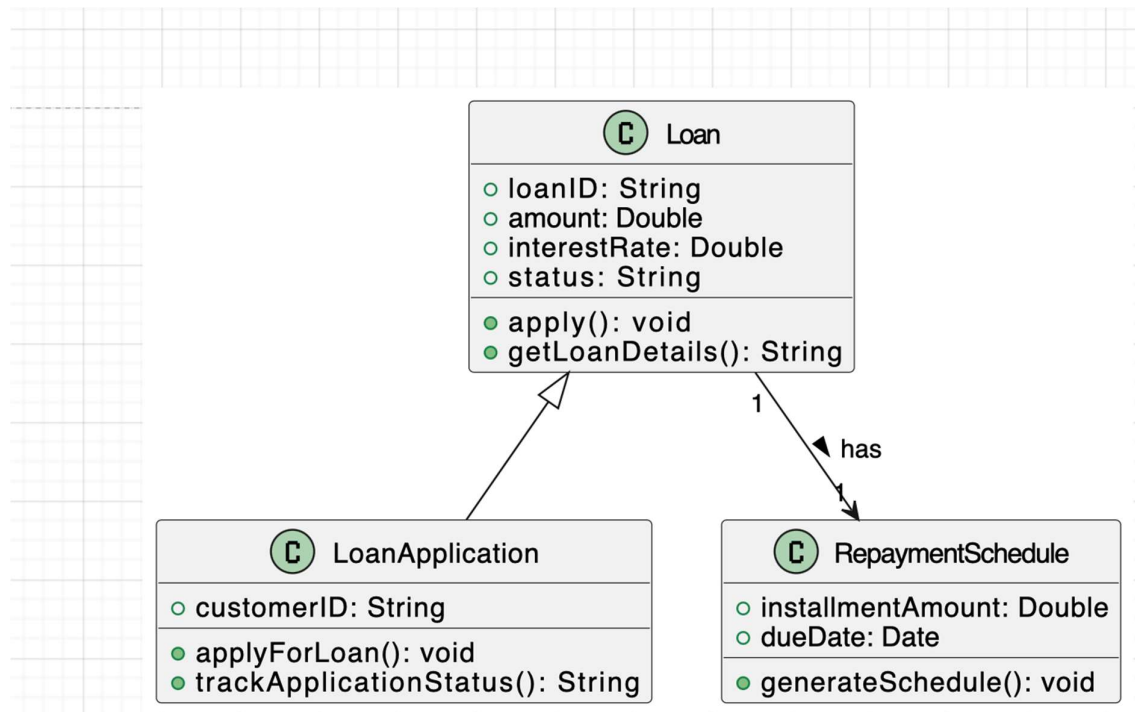 C Loan
loanID: String
amount: Double
interestRate: Double
status: String
apply(): void
getLoanDetails(): String
1
has
1
C LoanApplication
customerID: String
applyForLoan(): void
trackApplicationStatus(): String
C RepaymentSchedule
installmentAmount: Double
dueDate: Date
generateSchedule(): void